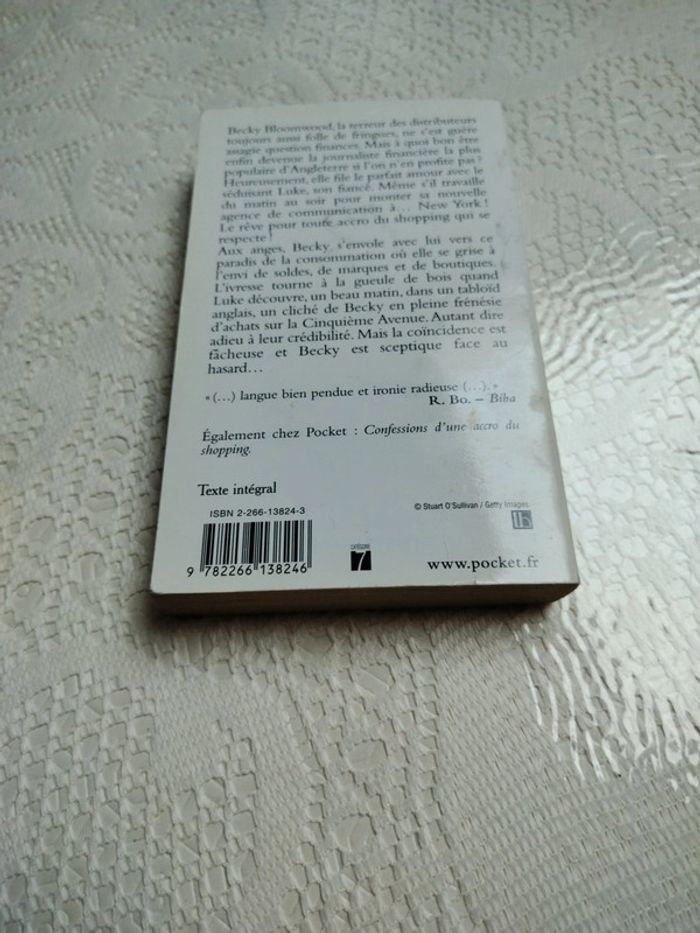 Becky Bloomwood, la terreur des distributeurs
toujours aussi folle de fringues, ne s'est guère
assagie question finances. Mais à quoi bon être
enfin devenue la journaliste financière la plus
populaire d'Angleterre si l'on n'en profite pas ?
Heureusement, elle file le parfait amour avec le
séduisant Luke, son fiancé. Même s'il travaille
du matin au soir pour monter sa nouvelle
agence de communication à... New York !
Le rêve pour toute accro du shopping qui se
respecte !
Aux anges, Becky s'envole avec lui vers ce
paradis de la consommation où elle se grise à
l'envi de soldes, de marques et de boutiques.
L'ivresse tourne à la gueule de bois quand
Luke découvre, un beau matin, dans un tabloïd
anglais, un cliché de Becky en pleine frénésie
d'achats sur la Cinquième Avenue. Autant dire
adieu à leur crédibilité. Mais la coïncidence est
fâcheuse et Becky est sceptique face au
hasard...
« (...) langue bien pendue et ironie radieuse (...). »
R. Bo. – Biba
Également chez Pocket : Confessions d'une accro du
shopping.
Texte intégral
ISBN 2-266-13824-3
© Stuart O'Sullivan / Getty Images
lb
9 782266 138246
CATÉGORIE
7
www.pocket.fr